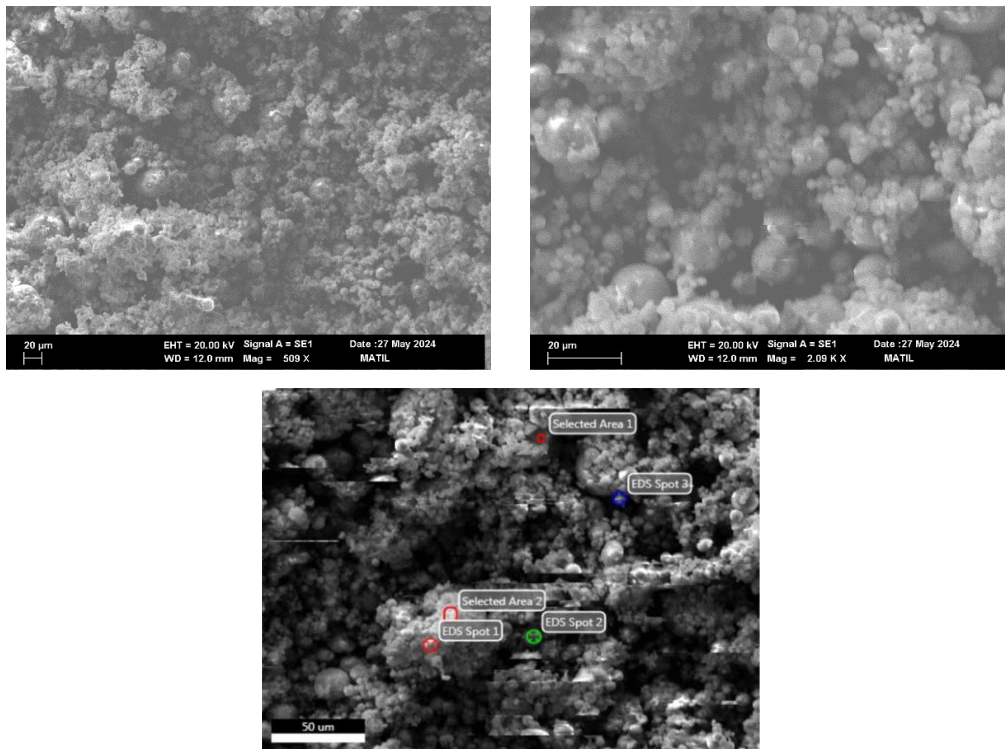 20 µm
EHT = 20.00 kV Signal A = SE1 Date :27 May 2024
WD = 12.0 mm Mag = 509 X MATIL
20 µm
EHT = 20.00 kV Signal A = SE1 Date :27 May 2024
WD = 12.0 mm Mag = 2.09 K X MATIL
Selected Area 1
EDS Spot 3
Selected Area 2
EDS Spot 1
EDS Spot 2
50 um